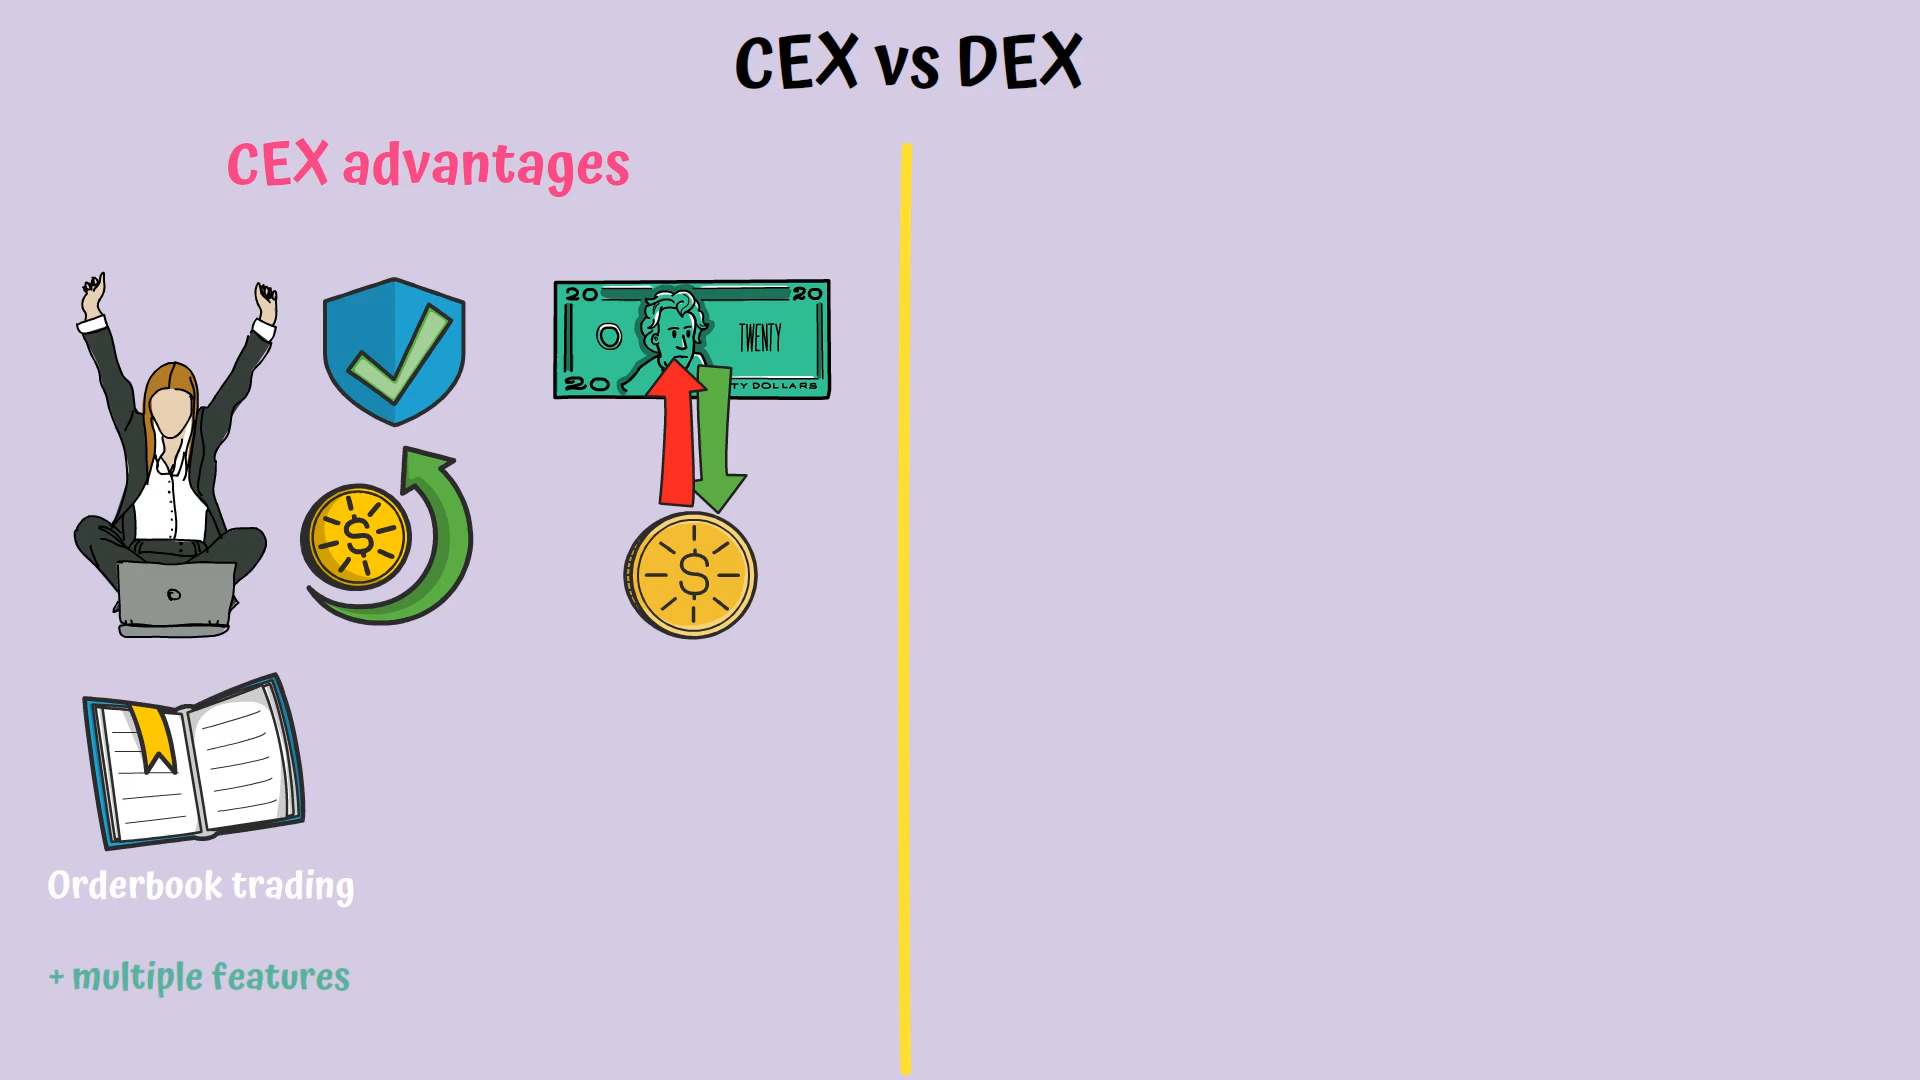 CEX vs DEX
CEX advantages
20 20
TWENTY
20 TY DOLLARS
$
$
Orderbook trading
+ multiple features